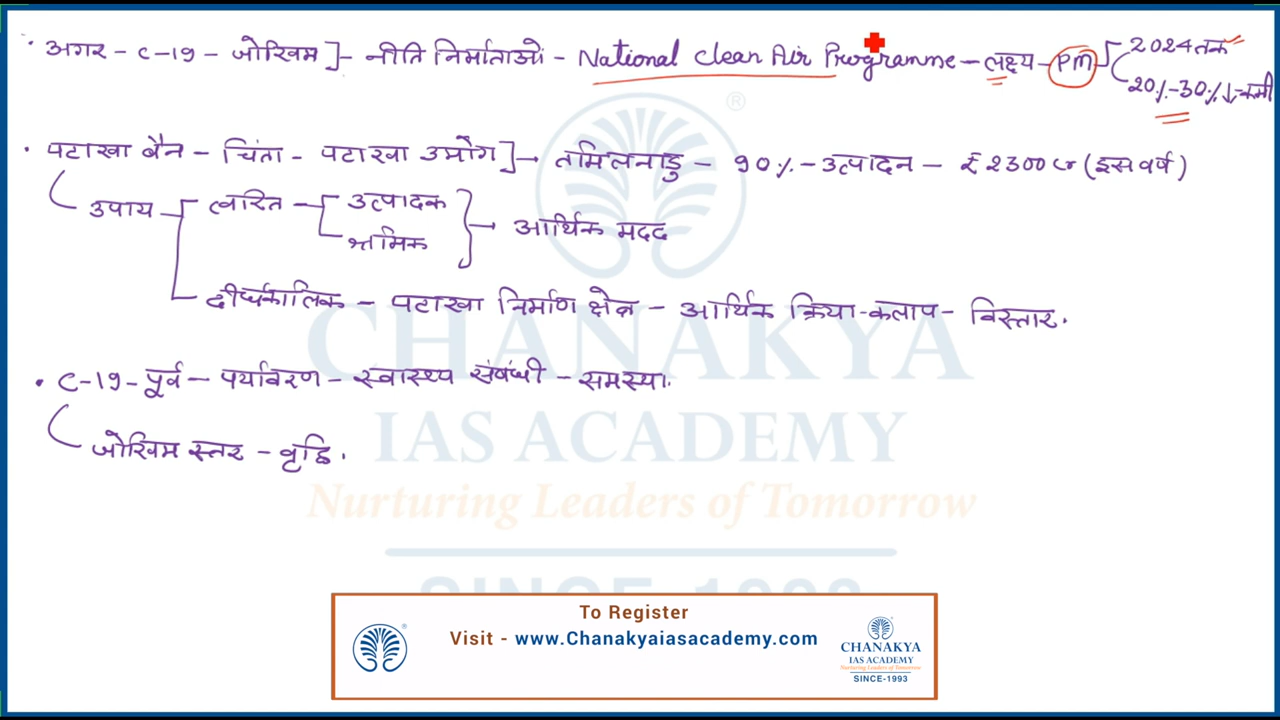 · अगर - C-19 - जोखिम ] - नीति निर्माताओं - National Clean Air Programme - लक्ष्य - PM
2024 तक
20% - 30% ↓ कमी
· पटाखा बैन - चिंता - पटाखा उद्योग ] → तमिलनाडु - 90% - उत्पादन - ₹ 2300 cr (इस वर्ष)
उपाय
त्वरित
उत्पादक
श्रमिक
→ आर्थिक मदद
दीर्घकालिक - पटाखा निर्माण क्षेत्र - आर्थिक क्रिया-कलाप - विस्तार.
· C-19 - पूर्व - पर्यावरण - स्वास्थ्य संबंधी - समस्या.
जोखिम स्तर - वृद्धि.
®
CHANAKYA
IAS ACADEMY
Nurturing Leaders of Tomorrow
SINCE-1993
To Register
Visit - www.Chanakyaiasacademy.com
CHANAKYA
IAS ACADEMY
Nurturing Leaders of Tomorrow
SINCE-1993